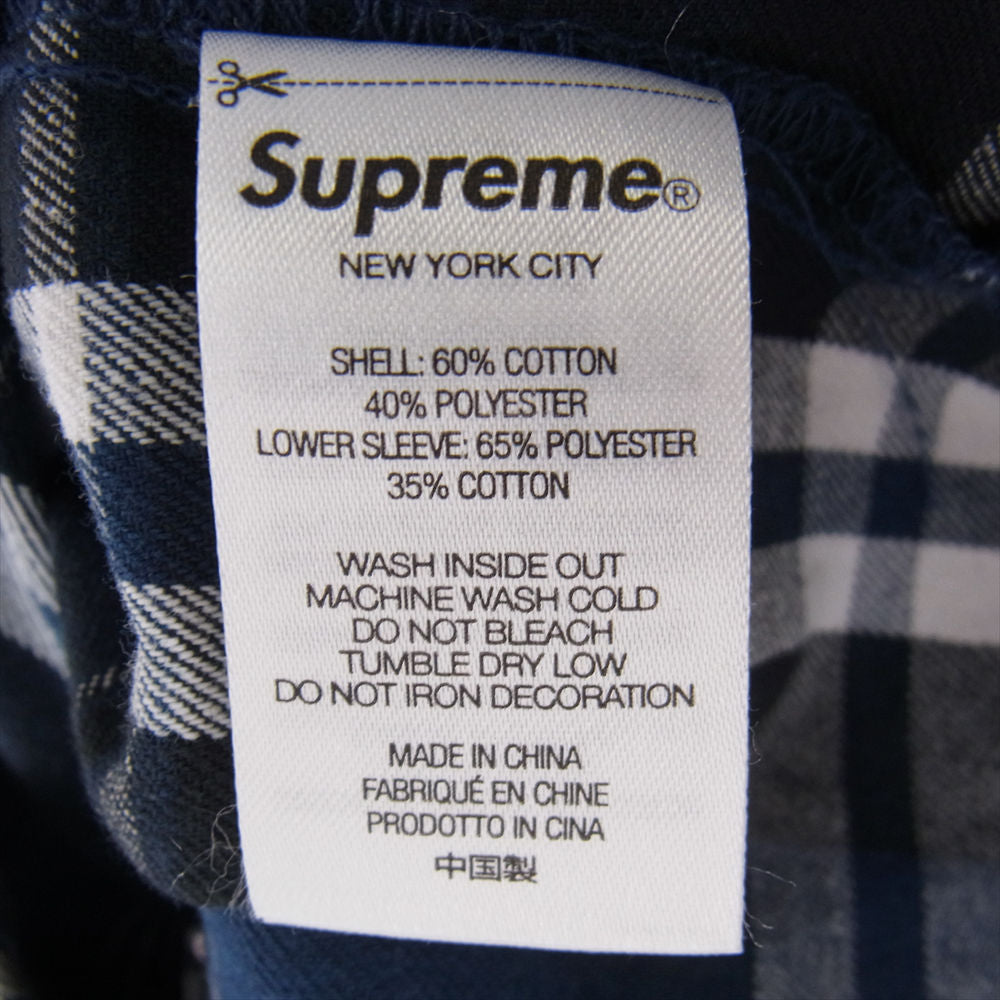 Supreme®
NEW YORK CITY
SHELL: 60% COTTON
40% POLYESTER
LOWER SLEEVE: 65% POLYESTER
35% COTTON
WASH INSIDE OUT
MACHINE WASH COLD
DO NOT BLEACH
TUMBLE DRY LOW
DO NOT IRON DECORATION
MADE IN CHINA
FABRIQUÉ EN CHINE
PRODOTTO IN CINA
中国製